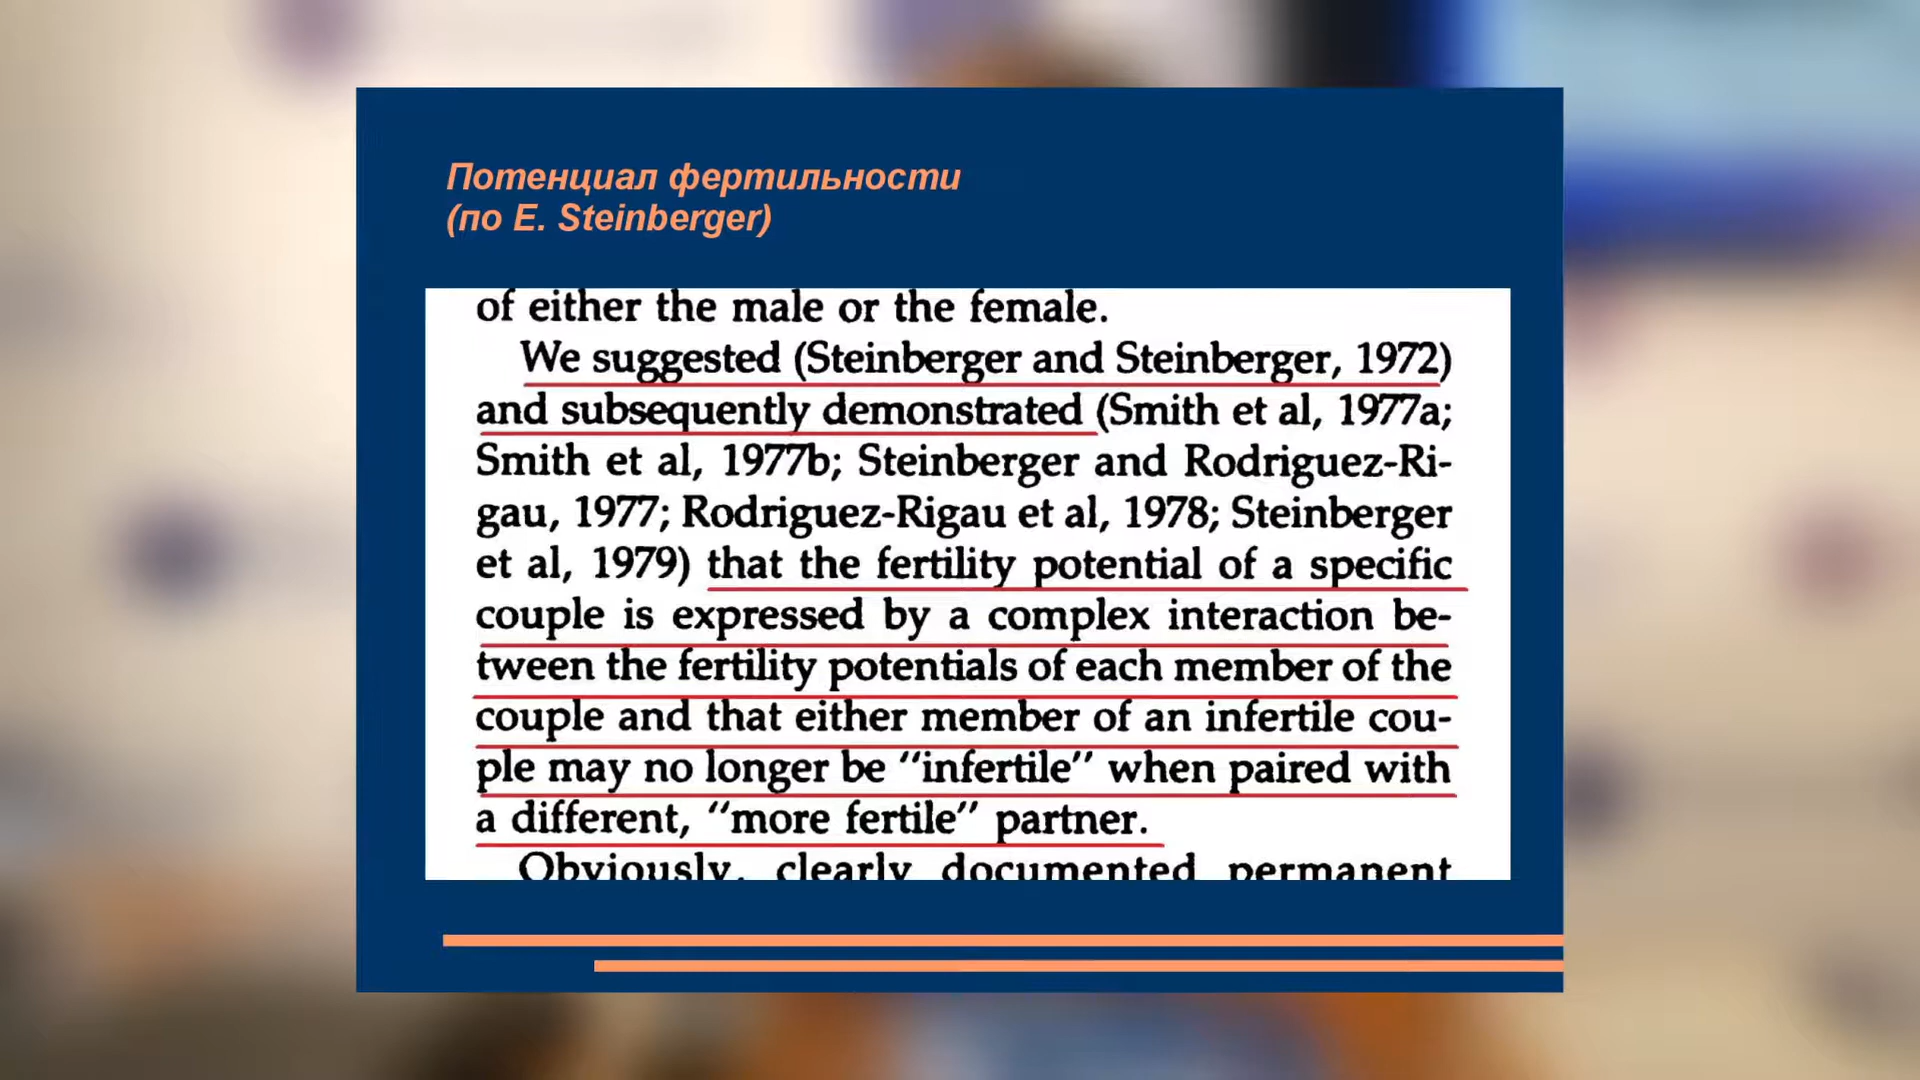 Потенциал фертильности
(по E. Steinberger)
of either the male or the female.
We suggested (Steinberger and Steinberger, 1972)
and subsequently demonstrated (Smith et al, 1977a;
Smith et al, 1977b; Steinberger and Rodriguez-Ri-
gau, 1977; Rodriguez-Rigau et al, 1978; Steinberger
et al, 1979) that the fertility potential of a specific
couple is expressed by a complex interaction be-
tween the fertility potentials of each member of the
couple and that either member of an infertile cou-
ple may no longer be “infertile” when paired with
a different, “more fertile” partner.
Obviously, clearly documented permanent